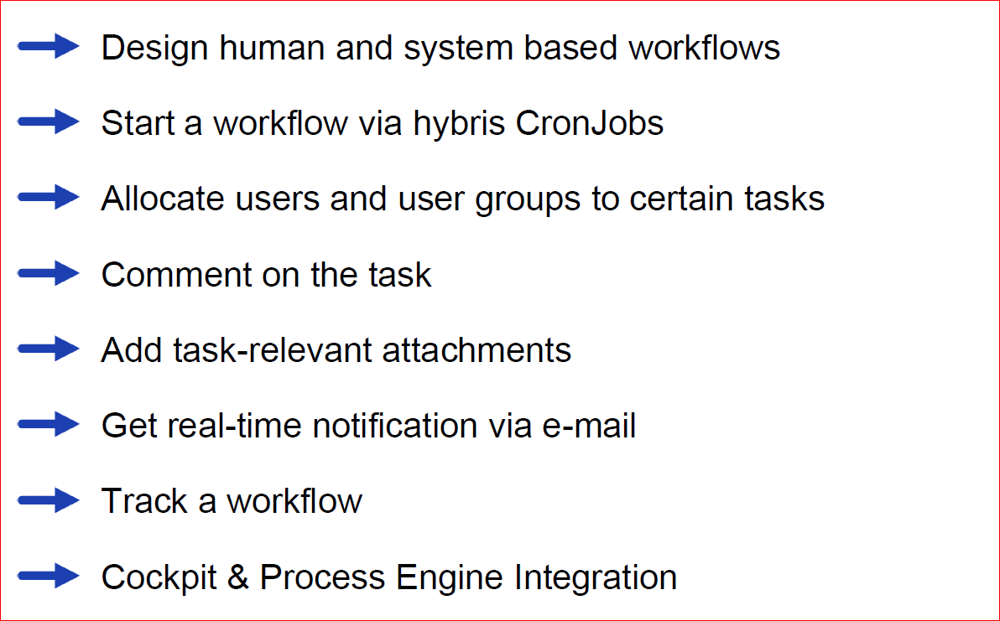 Design human and system based workflows
Start a workflow via hybris CronJobs
Allocate users and user groups to certain tasks
Comment on the task
Add task-relevant attachments
Get real-time notification via e-mail
Track a workflow
Cockpit & Process Engine Integration